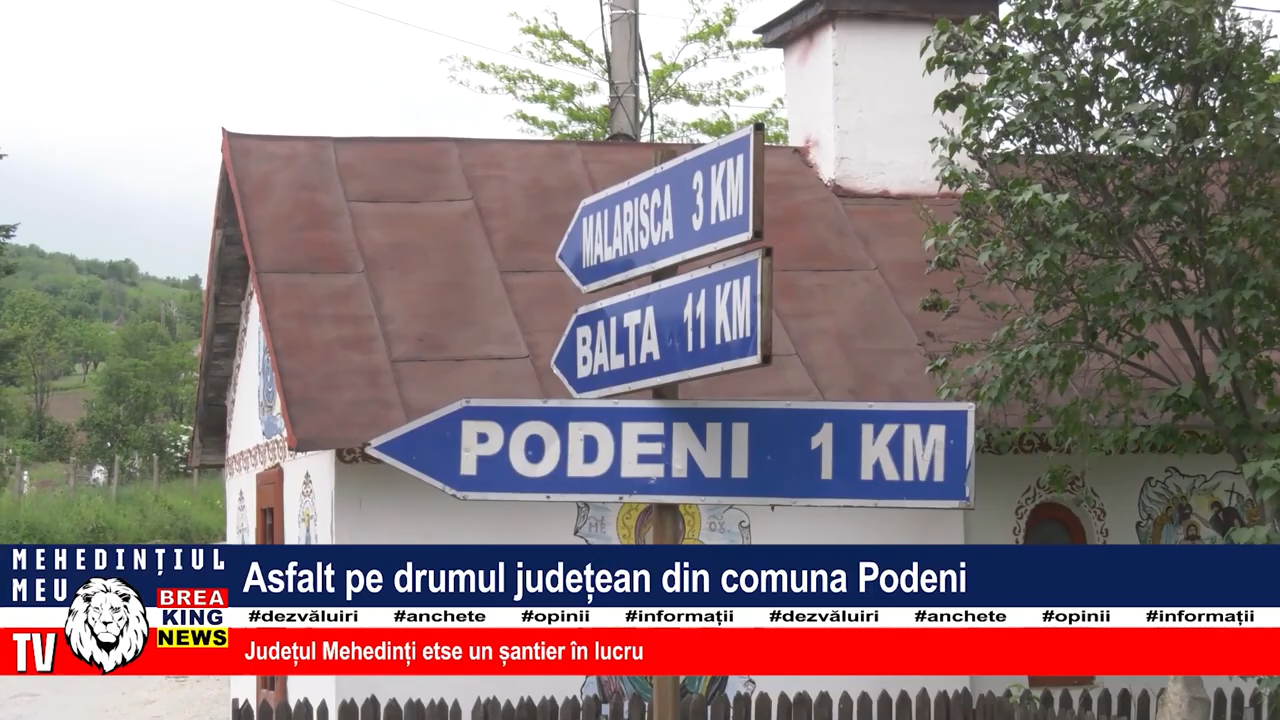 MALARISCA 3 KM
BALTA 11 KM
PODENI 1 KM
MEHEDINȚIUL
MEU
TV
BREA
KING
NEWS
Asfalt pe drumul județean din comuna Podeni
#dezvăluiri #anchete #opinii #informații #dezvăluiri #anchete #opinii #informații
Județul Mehedinți etse un șantier în lucru